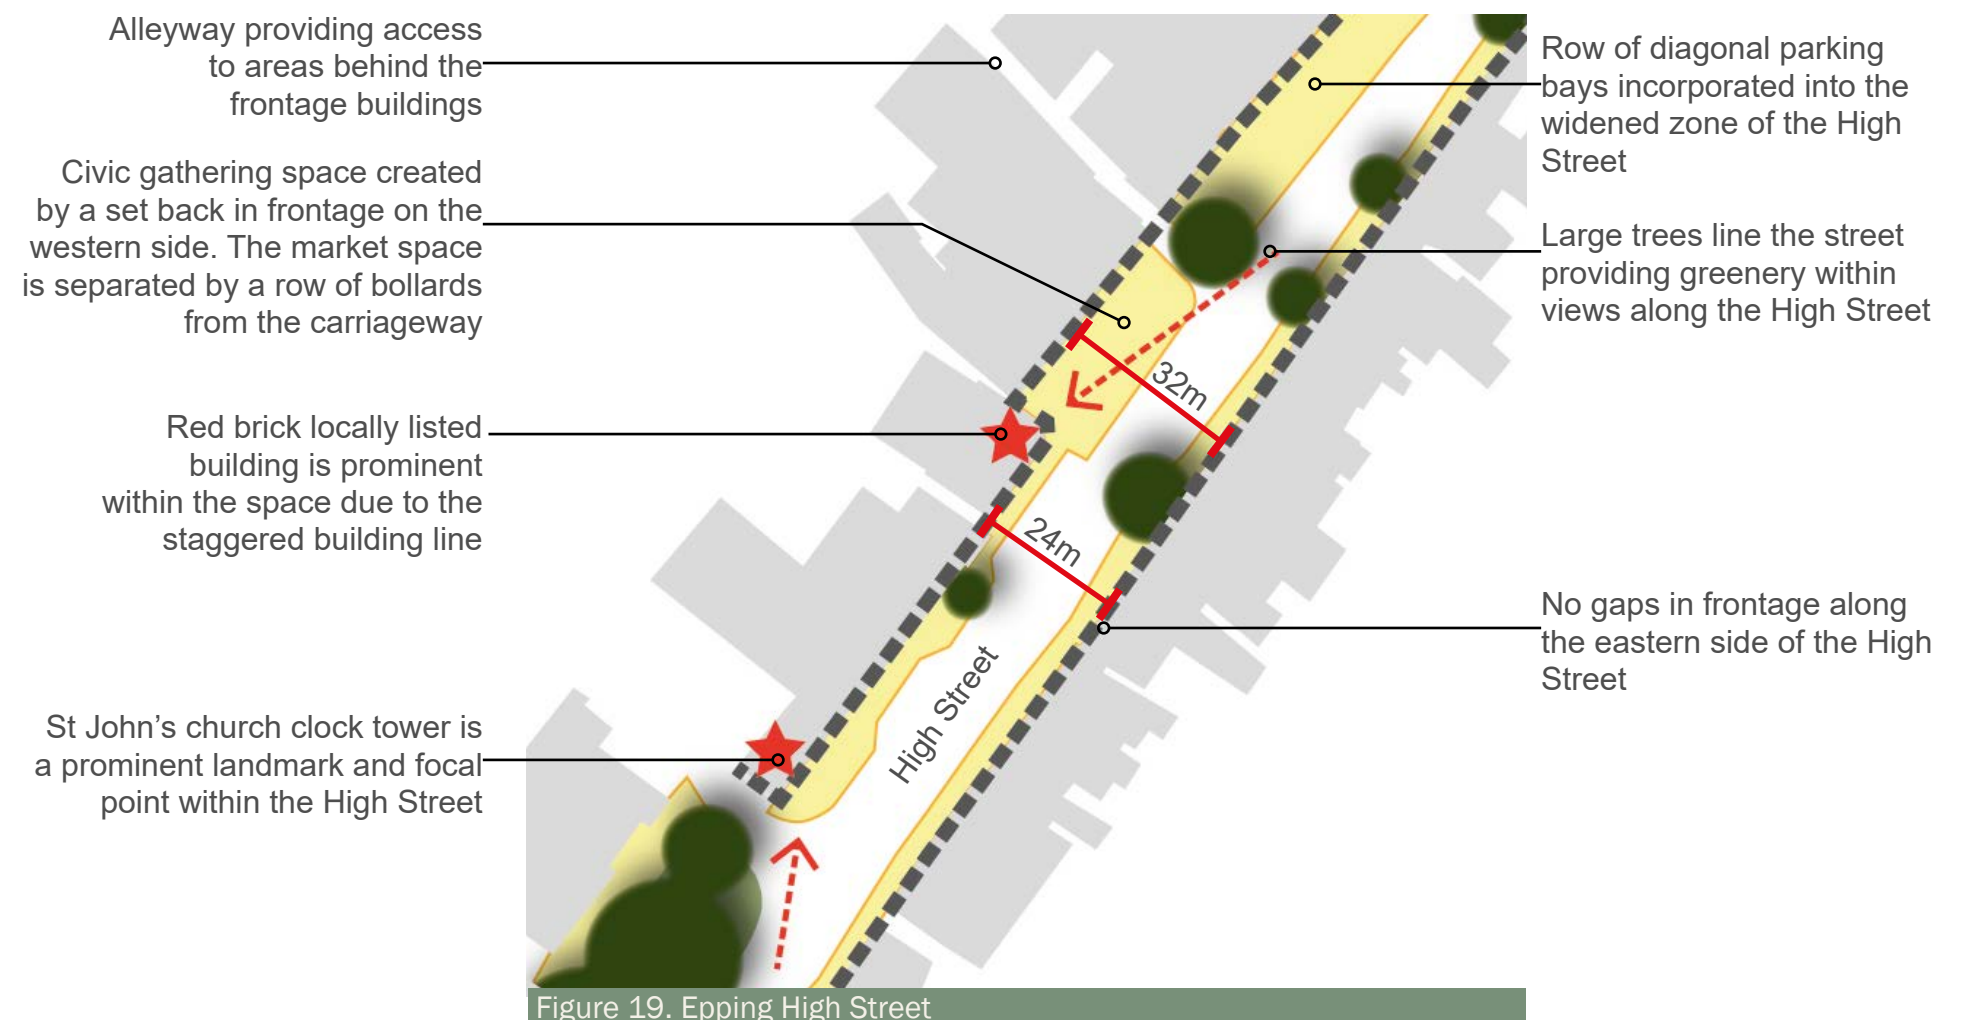 Alleyway providing access
to areas behind the
frontage buildings
Civic gathering space created
by a set back in frontage on the
western side. The market space
is separated by a row of bollards
from the carriageway
Red brick locally listed
building is prominent
within the space due to the
staggered building line
St John’s church clock tower is
a prominent landmark and focal
point within the High Street
32m
24m
High Street
Row of diagonal parking
bays incorporated into the
widened zone of the High
Street
Large trees line the street
providing greenery within
views along the High Street
No gaps in frontage along
the eastern side of the High
Street
Figure 19. Epping High Street